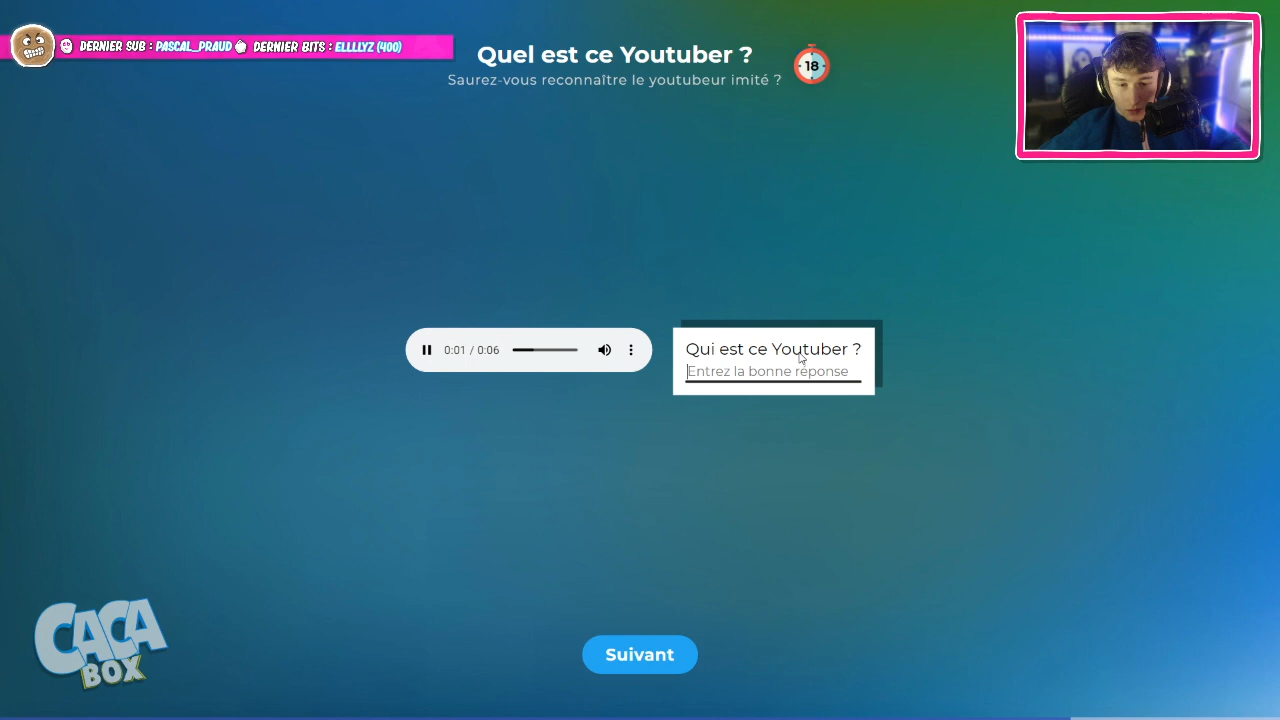 DERNIER SUB : PASCAL_PRAUD DERNIER BITS : ELLLLYZ (400)
Quel est ce Youtuber ?
Saurez-vous reconnaître le youtubeur imité ?
18
0:01 / 0:06
Qui est ce Youtuber ?
Entrez la bonne réponse
CACA
BOX
Suivant